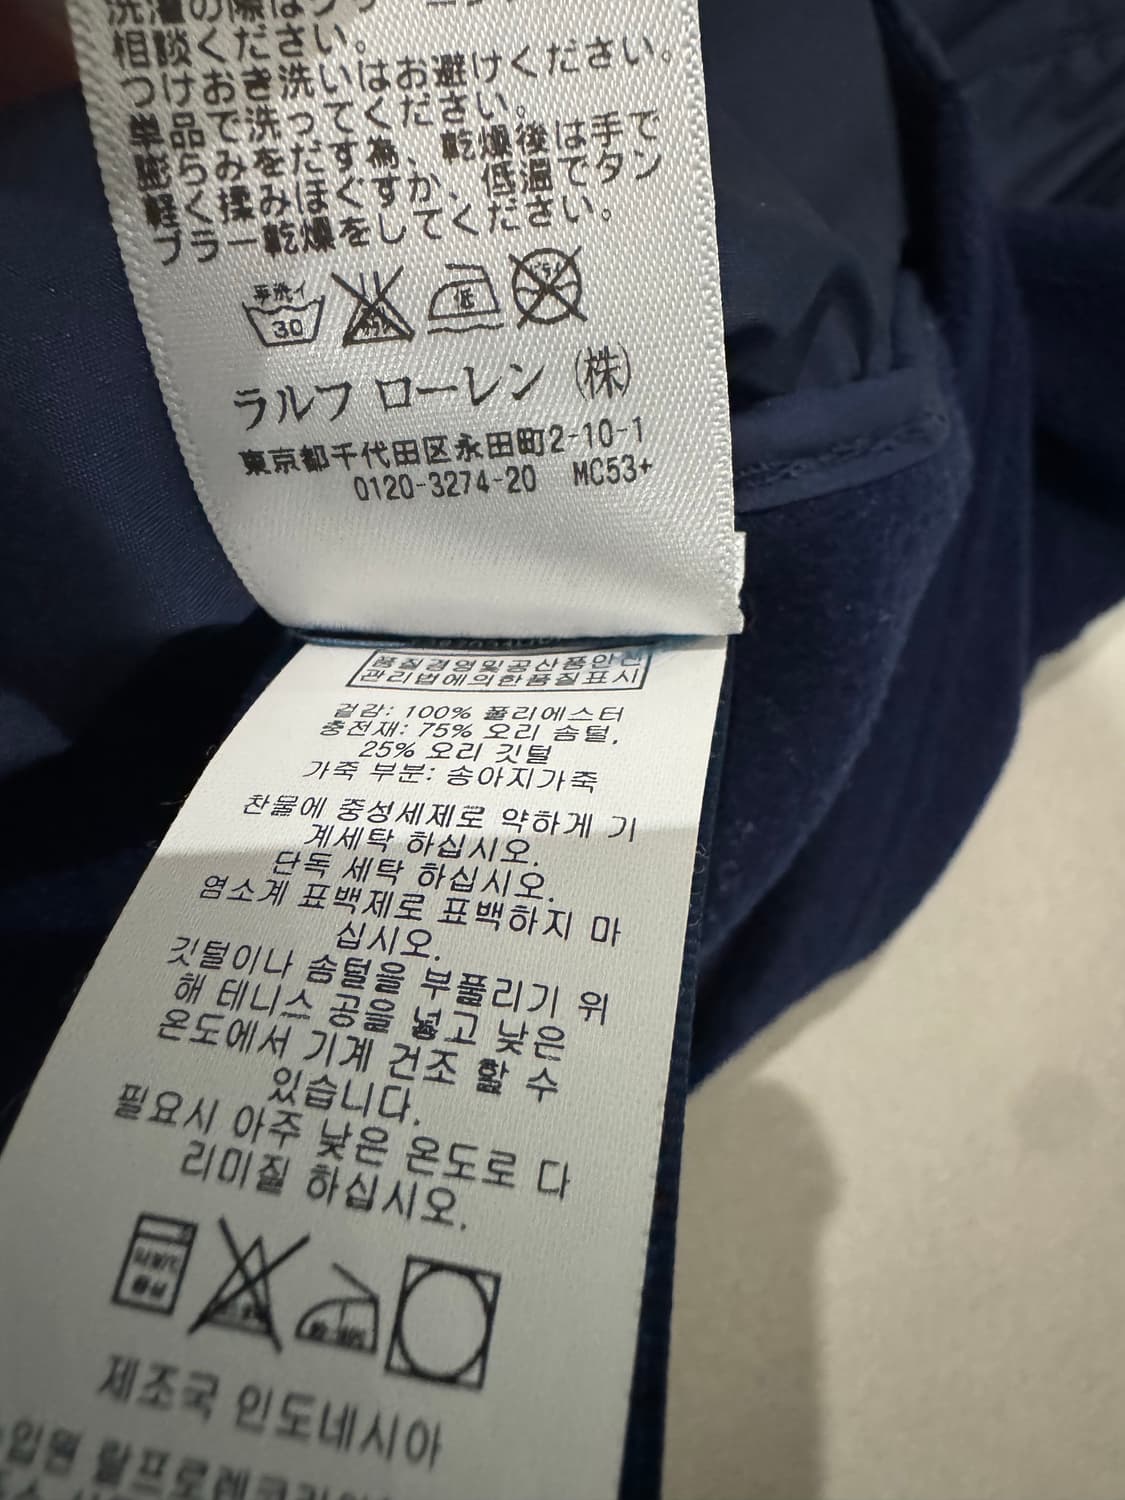 相談ください。
つけおき洗いはお避けください。
単品で洗ってください。
膨らみをだす為、乾燥後は手で
軽く揉みほぐすか、低温でタン
ブラー乾燥をしてください。
手洗イ
30
低
ラルフ ローレン (株)
東京都千代田区永田町2-10-1
0120-3274-20 MC53+
품질경영및공산품안전
관리법에의한품질표시
겉감: 100% 폴리에스터
충전재: 75% 오리 솜털,
25% 오리 깃털
가죽 부분: 송아지가죽
찬물에 중성세제로 약하게 기
계세탁 하십시오.
단독 세탁 하십시오.
염소계 표백제로 표백하지 마
십시오.
깃털이나 솜털을 부풀리기 위
해 테니스 공을 넣고 낮은
온도에서 기계 건조 할 수
있습니다.
필요시 아주 낮은 온도로 다
리미질 하십시오.
제조국 인도네시아